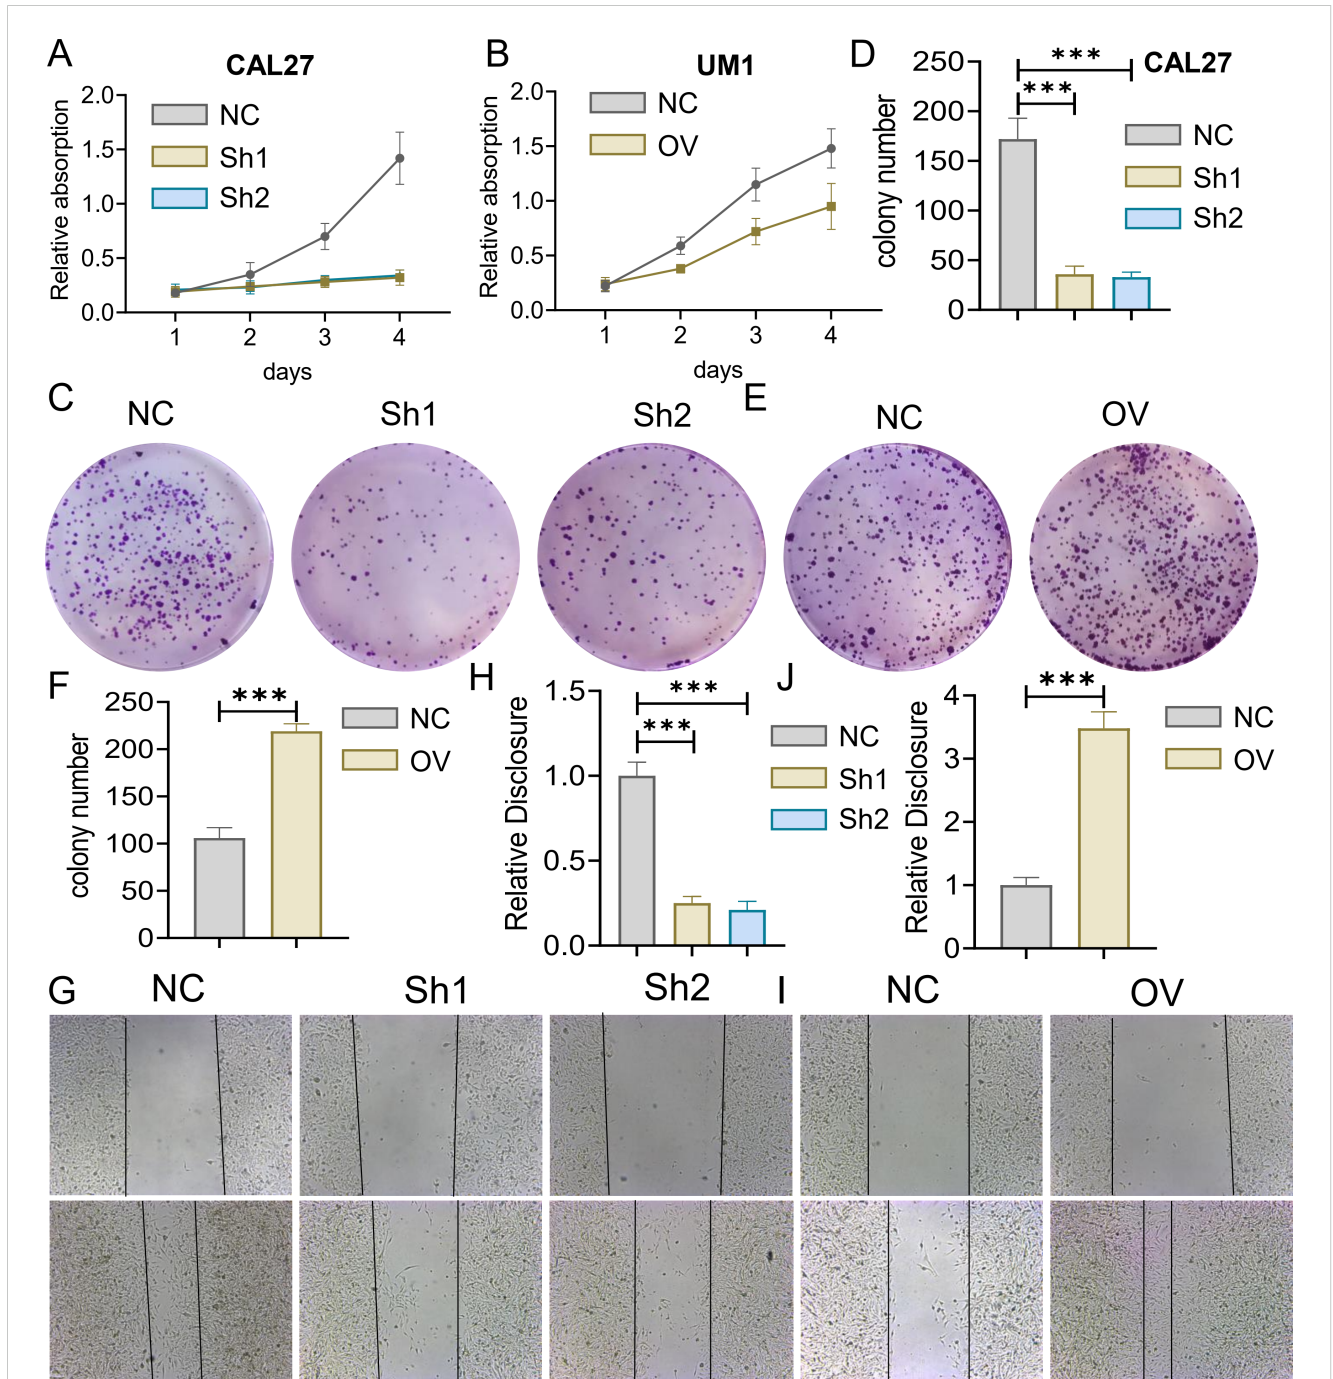 A
CAL27
Relative absorption
2.0
1.5
1.0
0.5
0.0
NC
Sh1
Sh2
1 2 3 4
days
B
UM1
Relative absorption
2.0
1.5
1.0
0.5
0.0
NC
OV
1 2 3 4
days
D
CAL27
colony number
250
200
150
100
50
0
***
***
NC
Sh1
Sh2
C
NC
Sh1
Sh2
E
NC
OV
F
colony number
250
200
150
100
50
0
***
NC
OV
H
Relative Disclosure
1.5
1.0
0.5
0.0
***
***
NC
Sh1
Sh2
J
Relative Disclosure
4
3
2
1
0
***
NC
OV
G
NC
Sh1
Sh2
I
NC
OV